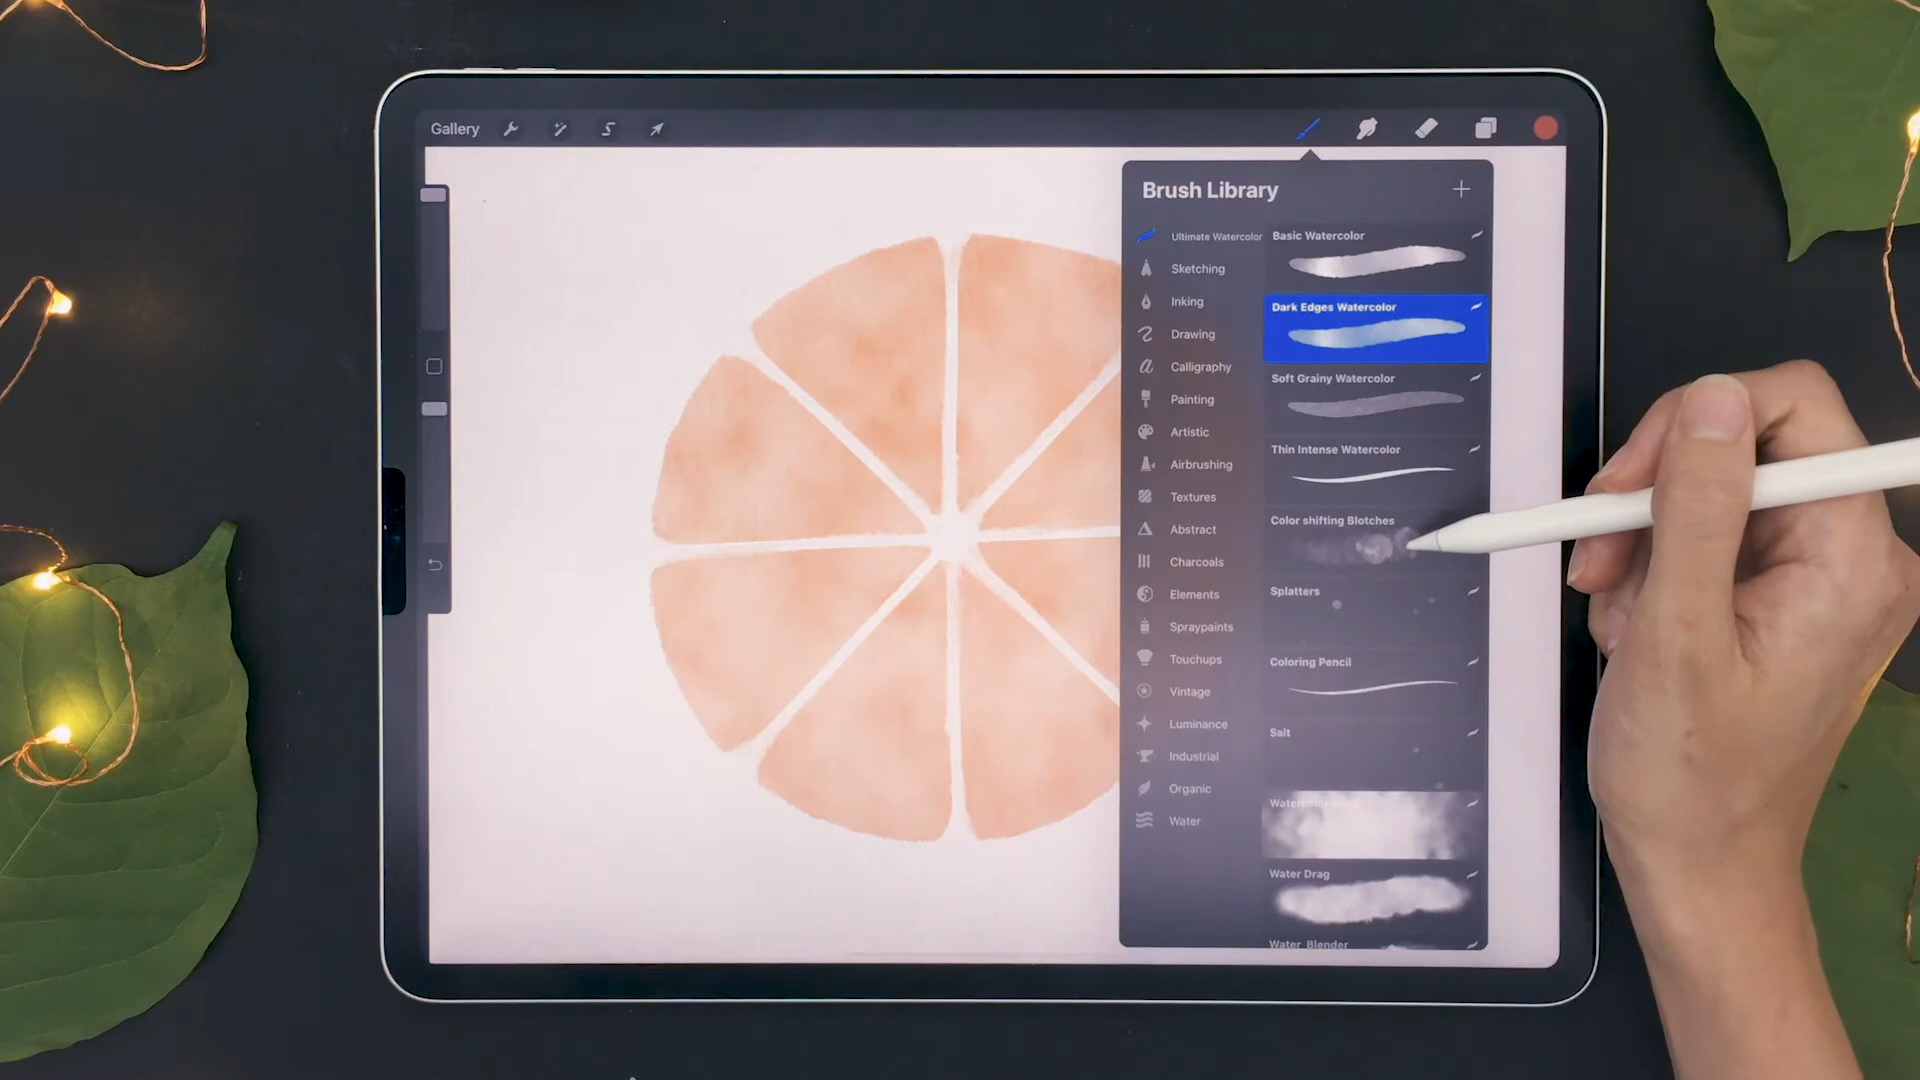 Gallery
Brush Library
Ultimate Watercolor
Sketching
Inking
Drawing
Calligraphy
Painting
Artistic
Airbrushing
Textures
Abstract
Charcoals
Elements
Spraypaints
Touchups
Vintage
Luminance
Industrial
Organic
Water
Basic Watercolor
Dark Edges Watercolor
Soft Grainy Watercolor
Thin Intense Watercolor
Color shifting Blotches
Splatters
Coloring Pencil
Salt
Water Drag
Water Blender